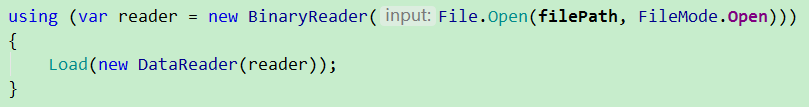 using (var reader = new BinaryReader(input: File.Open(filePath, FileMode.Open)))
{
    Load(new DataReader(reader));
}